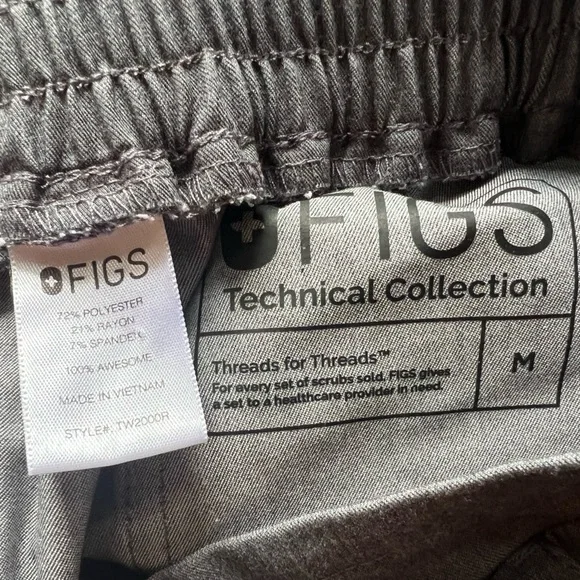 FIGS
72% POLYESTER
21% RAYON
7% SPANDEX
100% AWESOME
MADE IN VIETNAM
STYLE#: TW2000R
FIGS
Technical Collection
Threads for Threads™
For every set of scrubs sold, FIGS gives
a set to a healthcare provider in need.
M